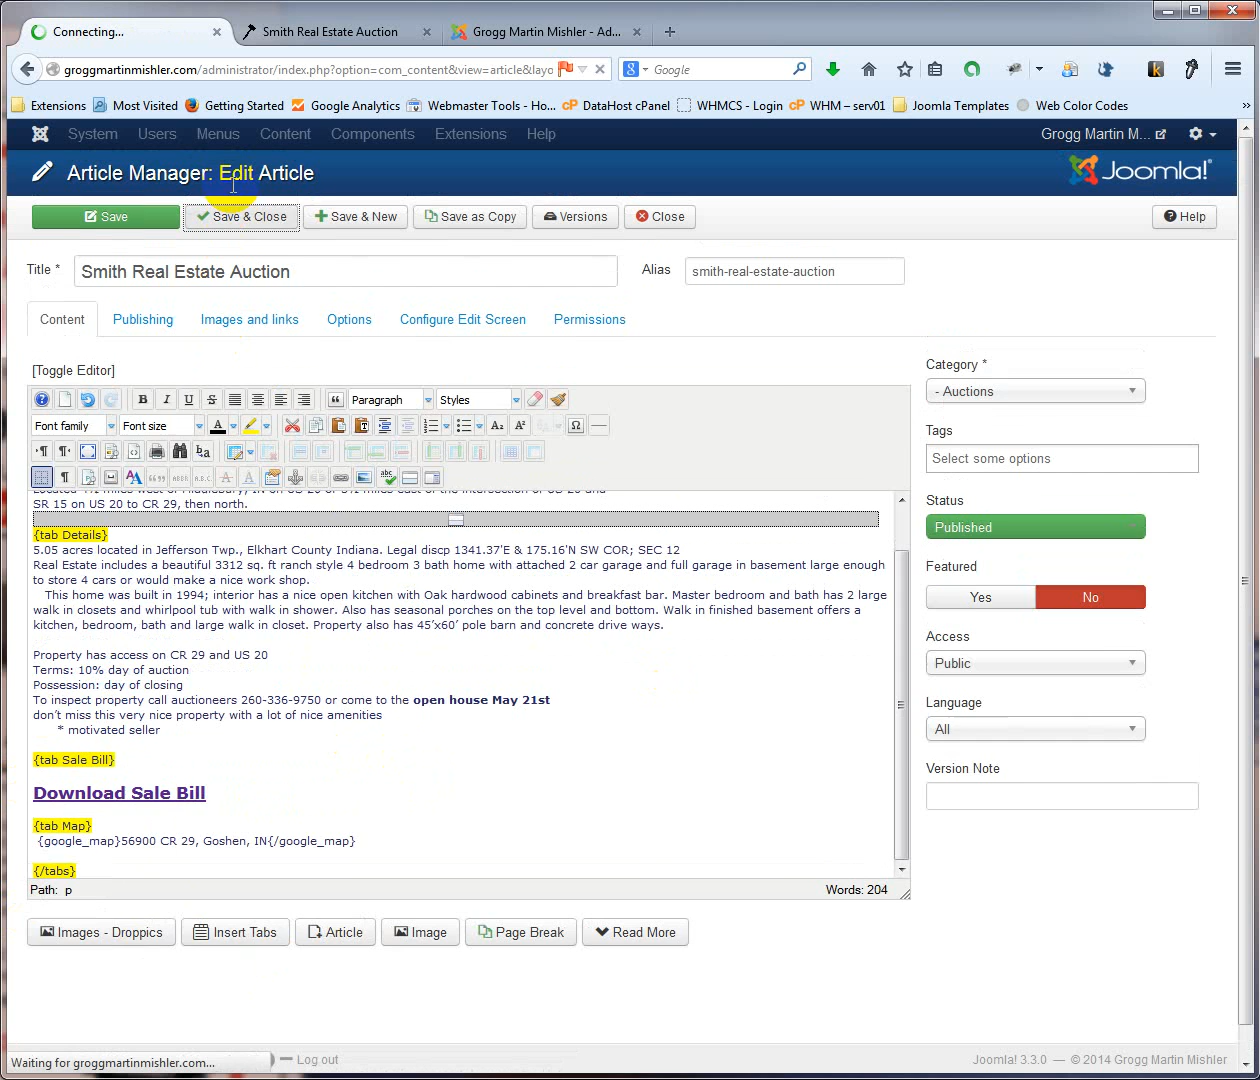 Connecting...
Smith Real Estate Auction
Grogg Martin Mishler - Ad...
groggmartinmishler.com/administrator/index.php?option=com_content&view=article&layo
Google
Extensions
Most Visited
Getting Started
Google Analytics
Webmaster Tools - Ho...
DataHost cPanel
WHMCS - Login
WHM – serv01
Joomla Templates
Web Color Codes
System
Users
Menus
Content
Components
Extensions
Help
Grogg Martin M...
Article Manager: Edit Article
Joomla!
Save
Save & Close
Save & New
Save as Copy
Versions
Close
Help
Title *
Smith Real Estate Auction
Alias
smith-real-estate-auction
Content
Publishing
Images and links
Options
Configure Edit Screen
Permissions
[Toggle Editor]
Paragraph
Styles
Font family
Font size
SR 15 on US 20 to CR 29, then north.
{tab Details}
5.05 acres located in Jefferson Twp., Elkhart County Indiana. Legal discp 1341.37'E & 175.16'N SW COR; SEC 12
Real Estate includes a beautiful 3312 sq. ft ranch style 4 bedroom 3 bath home with attached 2 car garage and full garage in basement large enough
to store 4 cars or would make a nice work shop.
This home was built in 1994; interior has a nice open kitchen with Oak hardwood cabinets and breakfast bar. Master bedroom and bath has 2 large
walk in closets and whirlpool tub with walk in shower. Also has seasonal porches on the top level and bottom. Walk in finished basement offers a
kitchen, bedroom, bath and large walk in closet. Property also has 45’x60’ pole barn and concrete drive ways.
Property has access on CR 29 and US 20
Terms: 10% day of auction
Possession: day of closing
To inspect property call auctioneers 260-336-9750 or come to the open house May 21st
don’t miss this very nice property with a lot of nice amenities
* motivated seller
{tab Sale Bill}
Download Sale Bill
{tab Map}
{google_map}56900 CR 29, Goshen, IN{/google_map}
{/tabs}
Path: p
Words: 204
Images - Droppics
Insert Tabs
Article
Image
Page Break
Read More
Category *
- Auctions
Tags
Select some options
Status
Published
Featured
Yes
No
Access
Public
Language
All
Version Note
Waiting for groggmartinmishler.com...
Log out
Joomla! 3.3.0 — © 2014 Grogg Martin Mishler